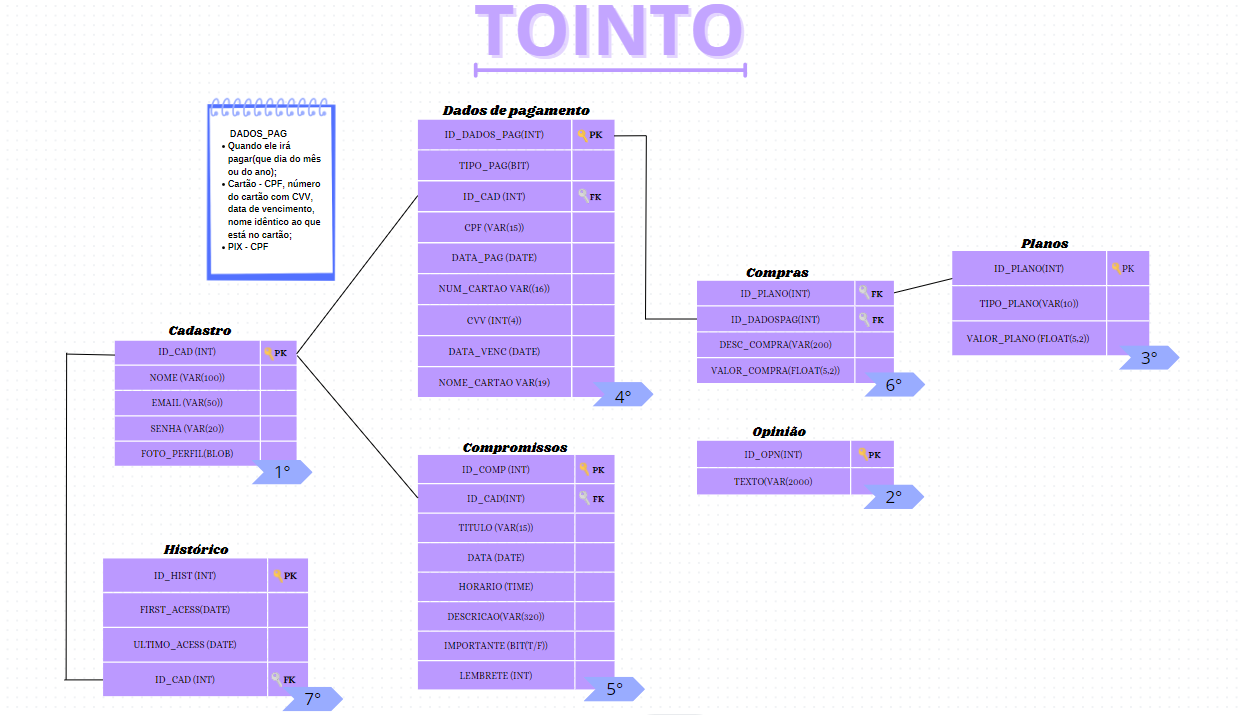 TOINTO
DADOS_PAG
• Quando ele irá
pagar(que dia do mês
ou do ano);
• Cartão - CPF, número
do cartão com CVV,
data de vencimento,
nome idêntico ao que
está no cartão;
• PIX - CPF
Dados de pagamento
ID_DADOS_PAG(INT) PK
TIPO_PAG(BIT)
ID_CAD (INT) FK
CPF (VAR(15))
DATA_PAG (DATE)
NUM_CARTAO VAR((16))
CVV (INT(4))
DATA_VENC (DATE)
NOME_CARTAO VAR(19)
4°
Planos
ID_PLANO(INT) PK
TIPO_PLANO(VAR(10))
VALOR_PLANO (FLOAT(5,2))
3°
Compras
ID_PLANO(INT) FK
ID_DADOSPAG(INT) FK
DESC_COMPRA(VAR(200)
VALOR_COMPRA(FLOAT(5,2))
6°
Cadastro
ID_CAD (INT) PK
NOME (VAR(100))
EMAIL (VAR(50))
SENHA (VAR(20))
FOTO_PERFIL(BLOB)
1°
Compromissos
ID_COMP (INT) PK
ID_CAD(INT) FK
TITULO (VAR(15))
DATA (DATE)
HORARIO (TIME)
DESCRICAO(VAR(320))
IMPORTANTE (BIT(T/F))
LEMBRETE (INT)
5°
Opinião
ID_OPN(INT) PK
TEXTO(VAR(2000)
2°
Histórico
ID_HIST (INT) PK
FIRST_ACESS(DATE)
ULTIMO_ACESS (DATE)
ID_CAD (INT) FK
7°